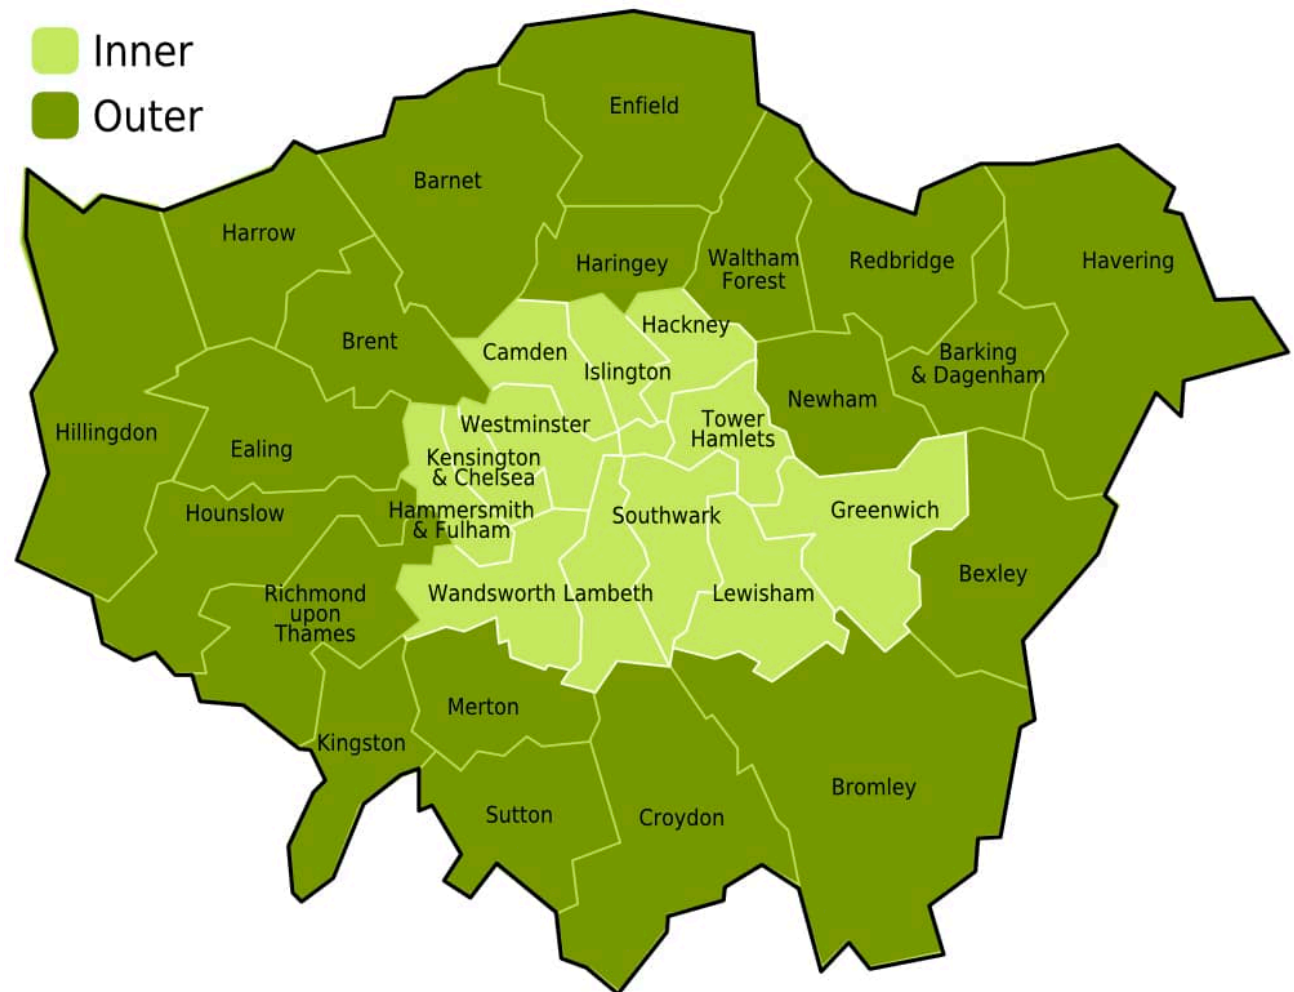 Inner
Outer
Enfield
Barnet
Harrow
Haringey
Waltham
Forest
Redbridge
Havering
Brent
Camden
Hackney
Islington
Barking
& Dagenham
Newham
Hillingdon
Ealing
Westminster
Tower
Hamlets
Kensington
& Chelsea
Hounslow
Hammersmith
& Fulham
Southwark
Greenwich
Bexley
Richmond
upon
Thames
Wandsworth
Lambeth
Lewisham
Merton
Kingston
Sutton
Croydon
Bromley